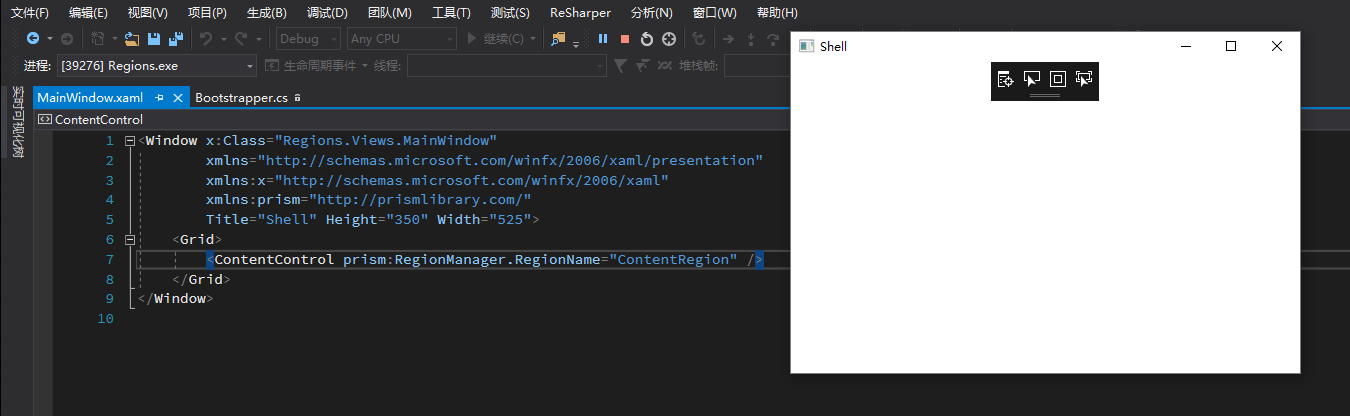 文件(F) 编辑(E) 视图(V) 项目(P) 生成(B) 调试(D) 团队(M) 工具(T) 测试(S) ReSharper 分析(N) 窗口(W) 帮助(H)
Debug Any CPU 继续(C)
进程: [39276] Regions.exe 生命周期事件 线程: 堆栈帧:
实时可视化树
MainWindow.xaml Bootstrapper.cs
ContentControl
1 <Window x:Class="Regions.Views.MainWindow"
2 xmlns="http://schemas.microsoft.com/winfx/2006/xaml/presentation"
3 xmlns:x="http://schemas.microsoft.com/winfx/2006/xaml"
4 xmlns:prism="http://prismlibrary.com/"
5 Title="Shell" Height="350" Width="525">
6 <Grid>
7 <ContentControl prism:RegionManager.RegionName="ContentRegion" />
8 </Grid>
9 </Window>
10
Shell